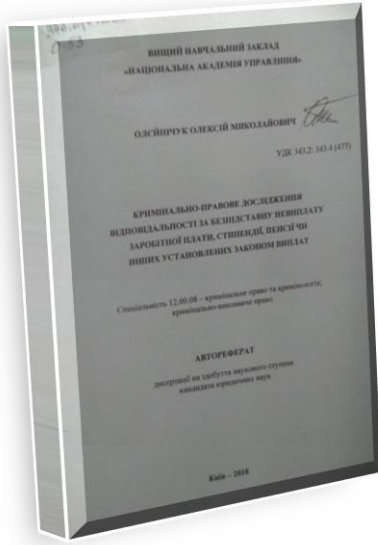 ВИЩИЙ НАВЧАЛЬНИЙ ЗАКЛАД
«НАЦІОНАЛЬНА АКАДЕМІЯ УПРАВЛІННЯ»
ОЛІЙНІЧУК ОЛЕКСІЙ МИКОЛАЙОВИЧ
УДК 343.2: 343.4 (477)
КРИМІНАЛЬНО-ПРАВОВЕ ДОСЛІДЖЕННЯ
ВІДПОВІДАЛЬНОСТІ ЗА БЕЗПІДСТАВНУ НЕВИПЛАТУ
ЗАРОБІТНОЇ ПЛАТИ, СТИПЕНДІЇ, ПЕНСІЇ ЧИ
ІНШИХ УСТАНОВЛЕНИХ ЗАКОНОМ ВИПЛАТ
Спеціальність 12.00.08 – кримінальне право та кримінологія;
кримінально-виконавче право
АВТОРЕФЕРАТ
дисертації на здобуття наукового ступеня
кандидата юридичних наук
Київ – 2018